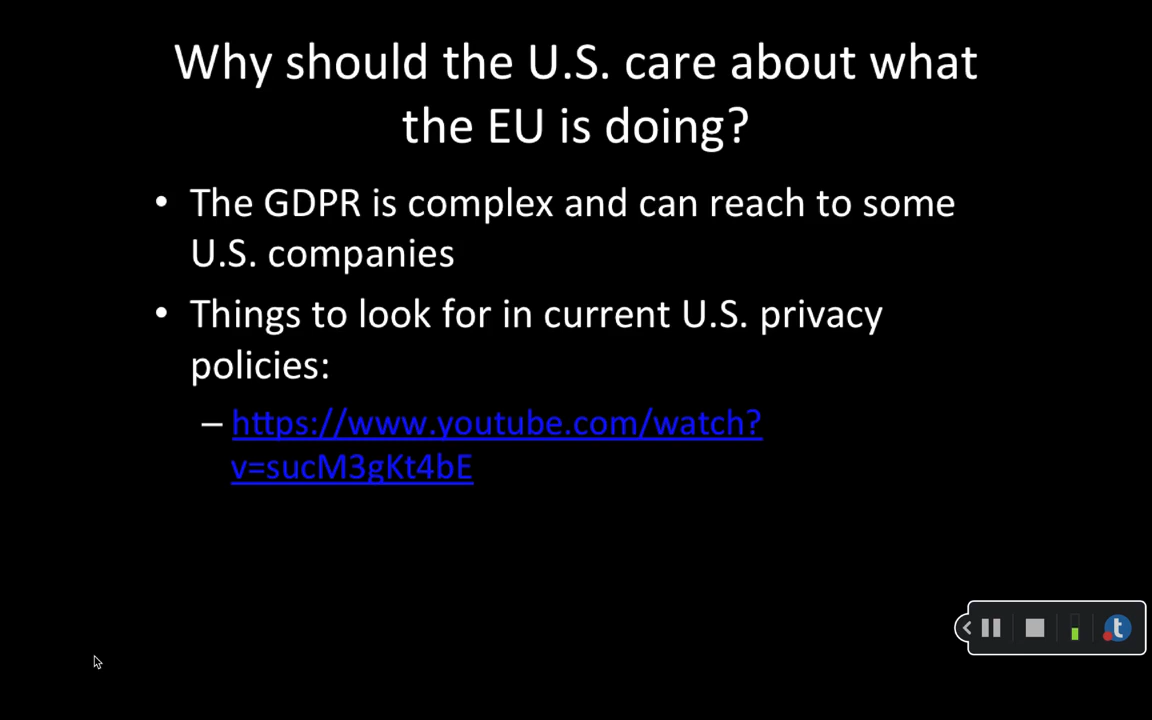 Why should the U.S. care about what
the EU is doing?
• The GDPR is complex and can reach to some
U.S. companies
• Things to look for in current U.S. privacy
policies:
– https://www.youtube.com/watch?
v=sucM3gKt4bE
t